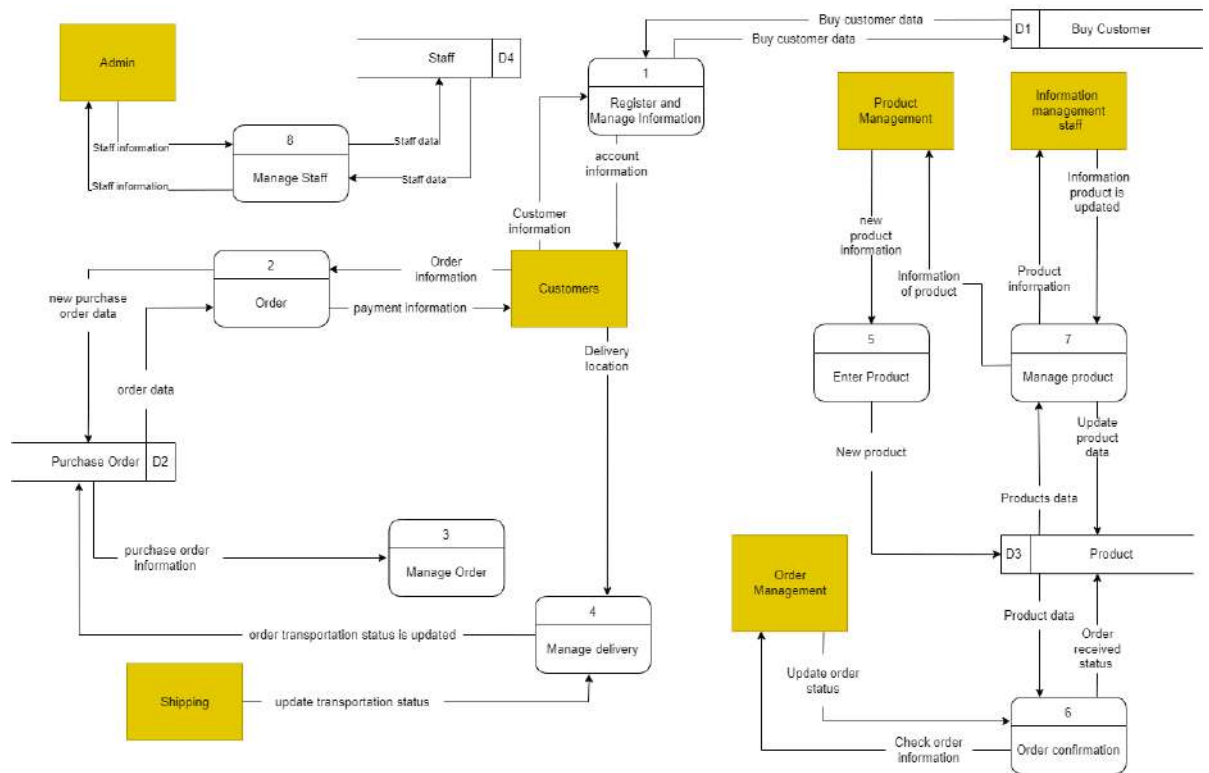 Buy customer data
D1
Buy Customer
Buy customer data
Admin
Staff
D4
1
Register and
Manage Information
Product
Management
Information
management
staff
Staff information
8
Manage Staff
Staff data
Staff information
Staff data
account
information
Information
product is
updated
Customer
information
new
product
information
2
Order
Order
information
Customers
Information
of product
Product
information
new purchase
order data
payment information
5
Enter Product
7
Manage product
Delivery
location
order data
Update
product
data
Purchase Order
D2
New product
Products data
3
Manage Order
purchase order
information
D3
Product
Order
Management
4
Manage delivery
Product data
Order
received
status
order transportation status is updated
Update order
status
Shipping
update transportation status
6
Order confirmation
Check order
information